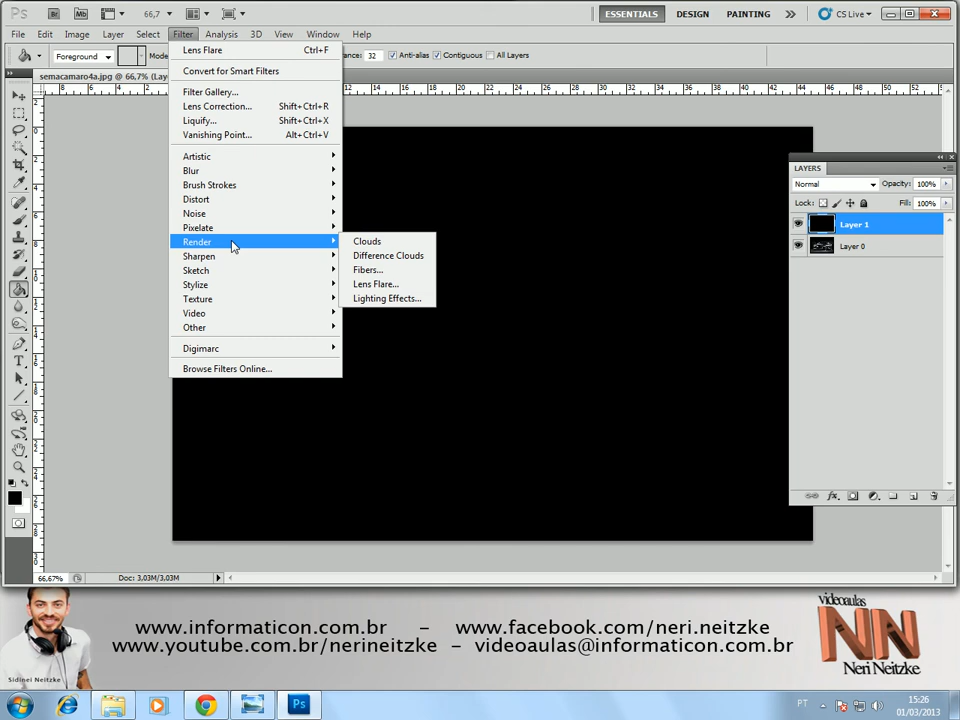 Ps Br Mb 66,7 ESSENTIALS DESIGN PAINTING CS Live
File Edit Image Layer Select Filter Analysis 3D View Window Help
Foreground Mode 32 Anti-alias Contiguous All Layers
semacamaro4a.jpg @ 66,7% (Lay
Lens Flare Ctrl+F
Convert for Smart Filters
Filter Gallery...
Lens Correction... Shift+Ctrl+R
Liquify... Shift+Ctrl+X
Vanishing Point... Alt+Ctrl+V
Artistic
Blur
Brush Strokes
Distort
Noise
Pixelate
Render
Sharpen
Sketch
Stylize
Texture
Video
Other
Digimarc
Browse Filters Online...
Clouds
Difference Clouds
Fibers...
Lens Flare...
Lighting Effects...
LAYERS
Normal Opacity: 100%
Lock: Fill: 100%
Layer 1
Layer 0
66,67% Doc: 3,03M/3,03M
www.informaticon.com.br - www.facebook.com/neri.neitzke
www.youtube.com.br/nerineitzke - videoaulas@informaticon.com.br
Sidinei Neitzke
videoaulas
NN
Neri Neitzke
Ps
PT 15:26
01/03/2013